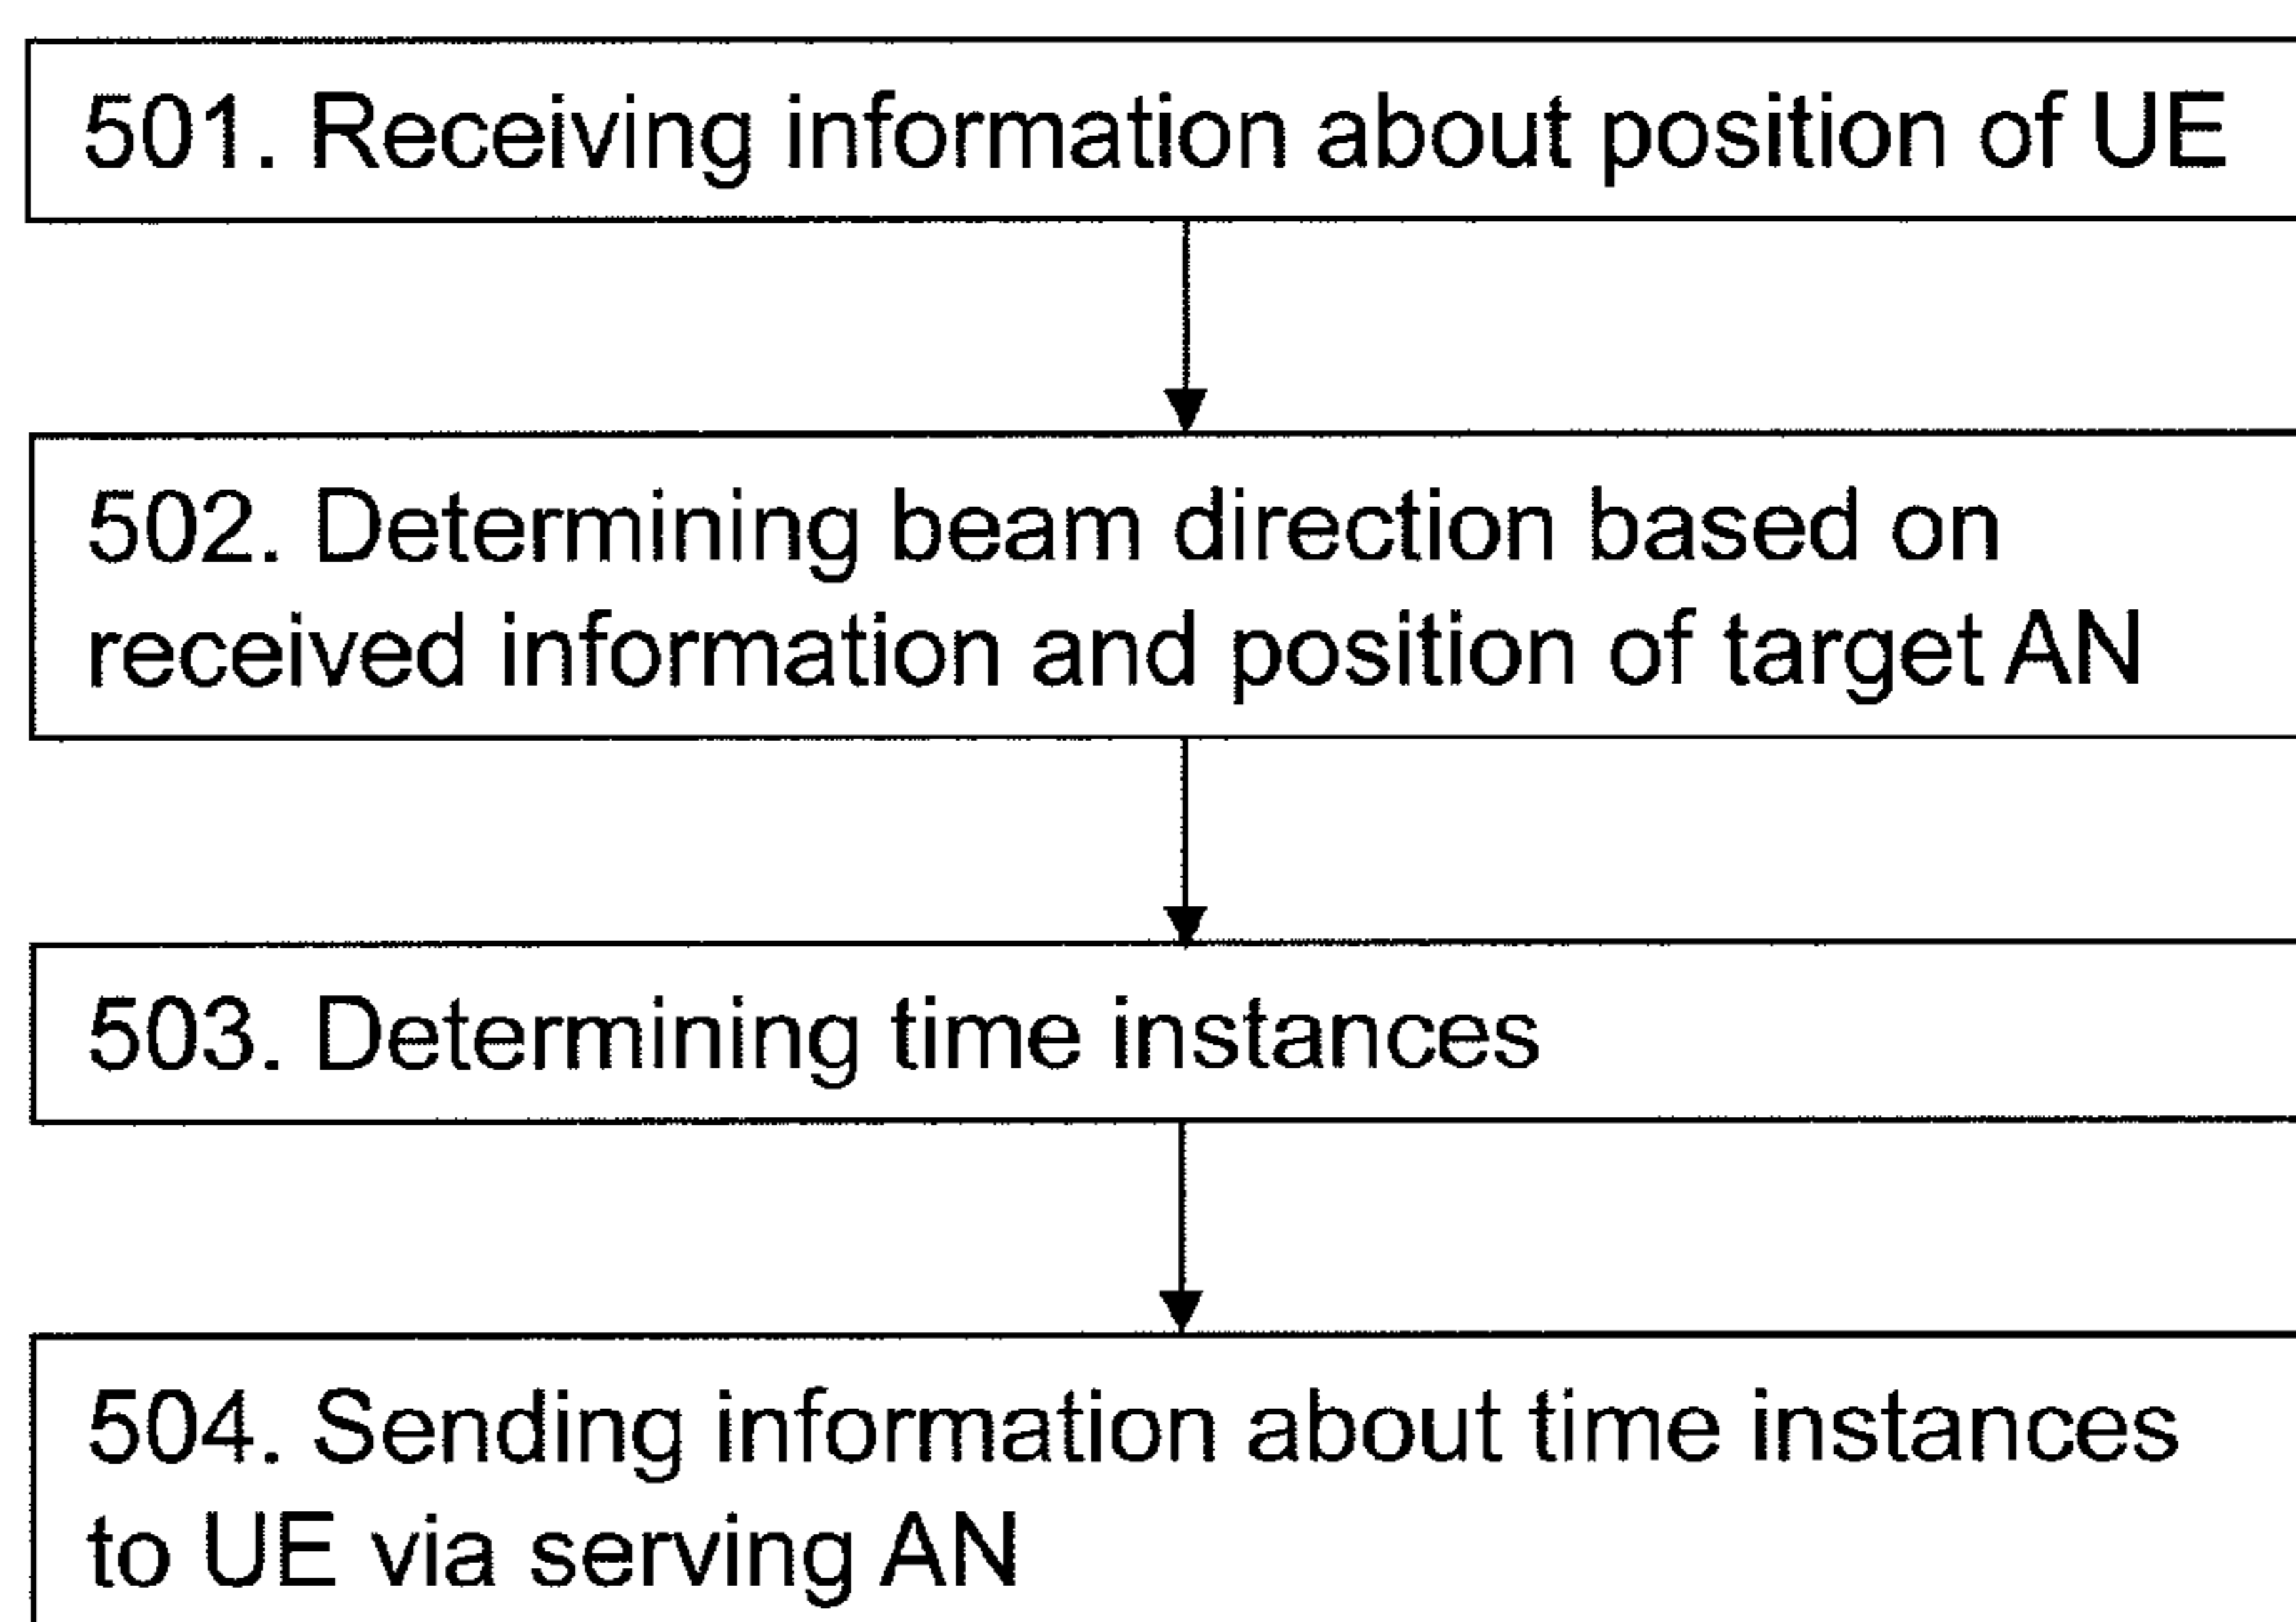 501. Receiving information about position of UE
502. Determining beam direction based on
received information and position of target AN
503. Determining time instances
504. Sending information about time instances
to UE via serving AN